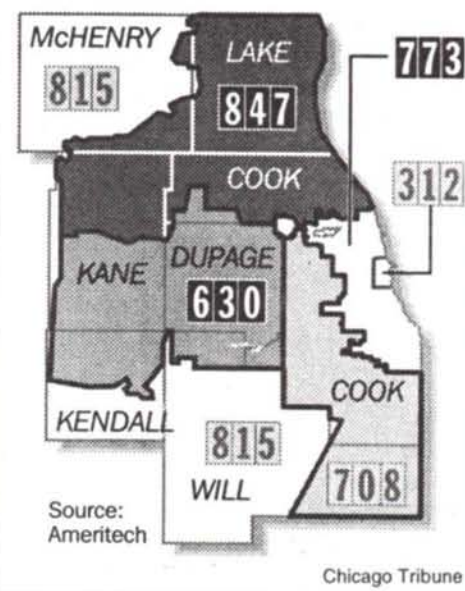 McHENRY
815
LAKE
847
773
COOK
312
KANE
DUPAGE
630
COOK
KENDALL
815
WILL
708
Source:
Ameritech
Chicago Tribune